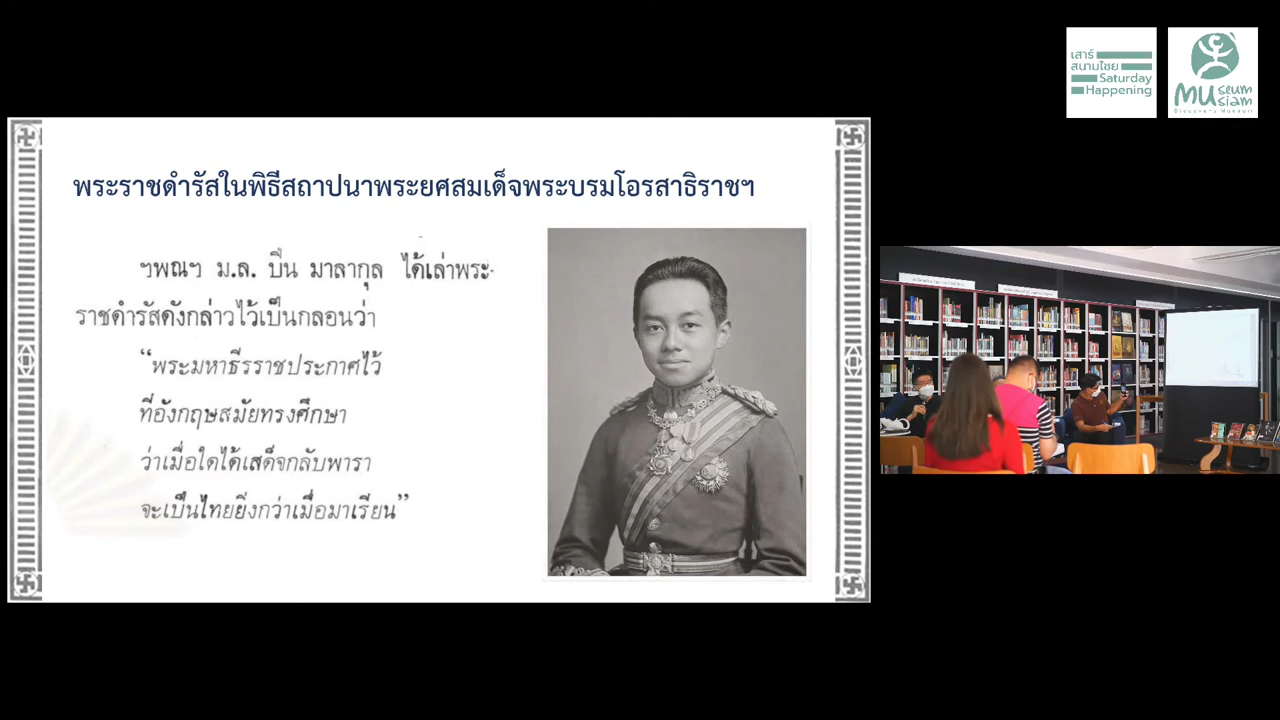 เสาร์
สนามไชย
Saturday
Happening
MUseum
siam
Discovery Museum
พระราชดำรัสในพิธีสถาปนาพระยศสมเด็จพระบรมโอรสาธิราชฯ
ฯพณฯ ม.ล. ปิ่น มาลากุล ได้เล่าพระ-
ราชดำรัสดังกล่าวไว้เป็นกลอนว่า
“พระมหาธีรราชประกาศไว้
ที่อังกฤษสมัยทรงศึกษา
ว่าเมื่อใดได้เสด็จกลับพารา
จะเป็นไทยยิ่งกว่าเมื่อมาเรียน”